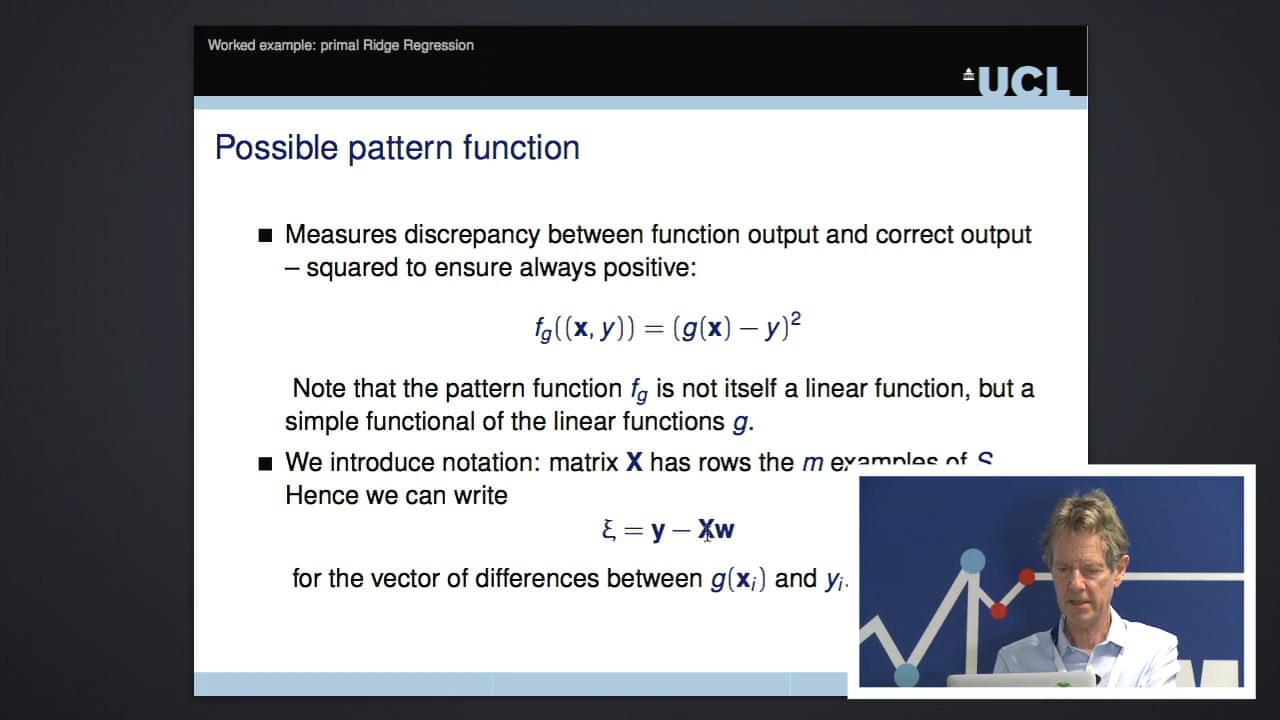 Worked example: primal Ridge Regression
UCL
Possible pattern function
■ Measures discrepancy between function output and correct output
– squared to ensure always positive:
f_g((x, y)) = (g(x) – y)²
Note that the pattern function f_g is not itself a linear function, but a
simple functional of the linear functions g.
■ We introduce notation: matrix X has rows the m examples of S
Hence we can write
ξ = y – Xw
for the vector of differences between g(x_i) and y_i.